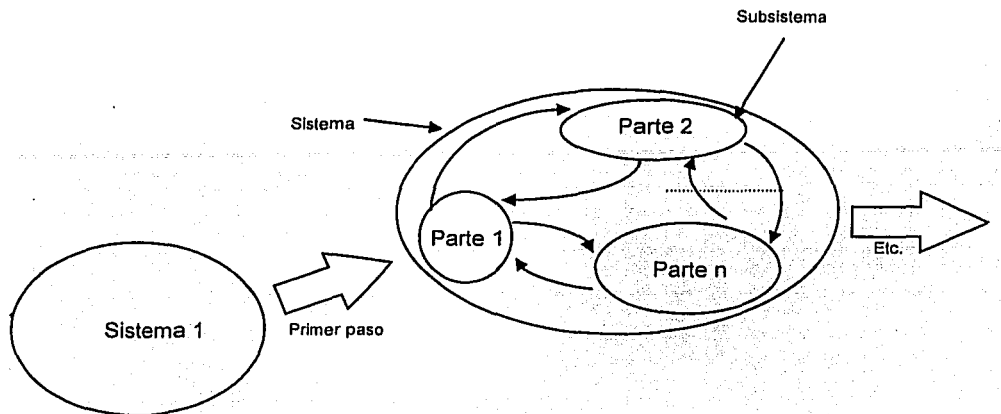 Subsistema
Sistema
Parte 2
Parte 1
Parte n
Etc.
Sistema 1
Primer paso